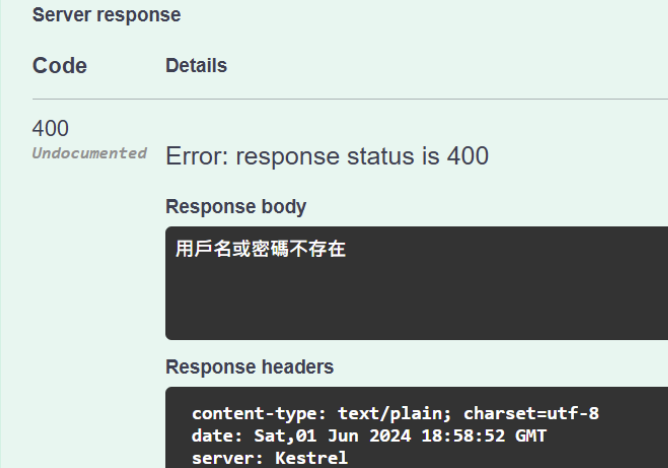 Server response
Code Details
400
Undocumented
Error: response status is 400
Response body
用戶名或密碼不存在
Response headers
content-type: text/plain; charset=utf-8
date: Sat,01 Jun 2024 18:58:52 GMT
server: Kestrel